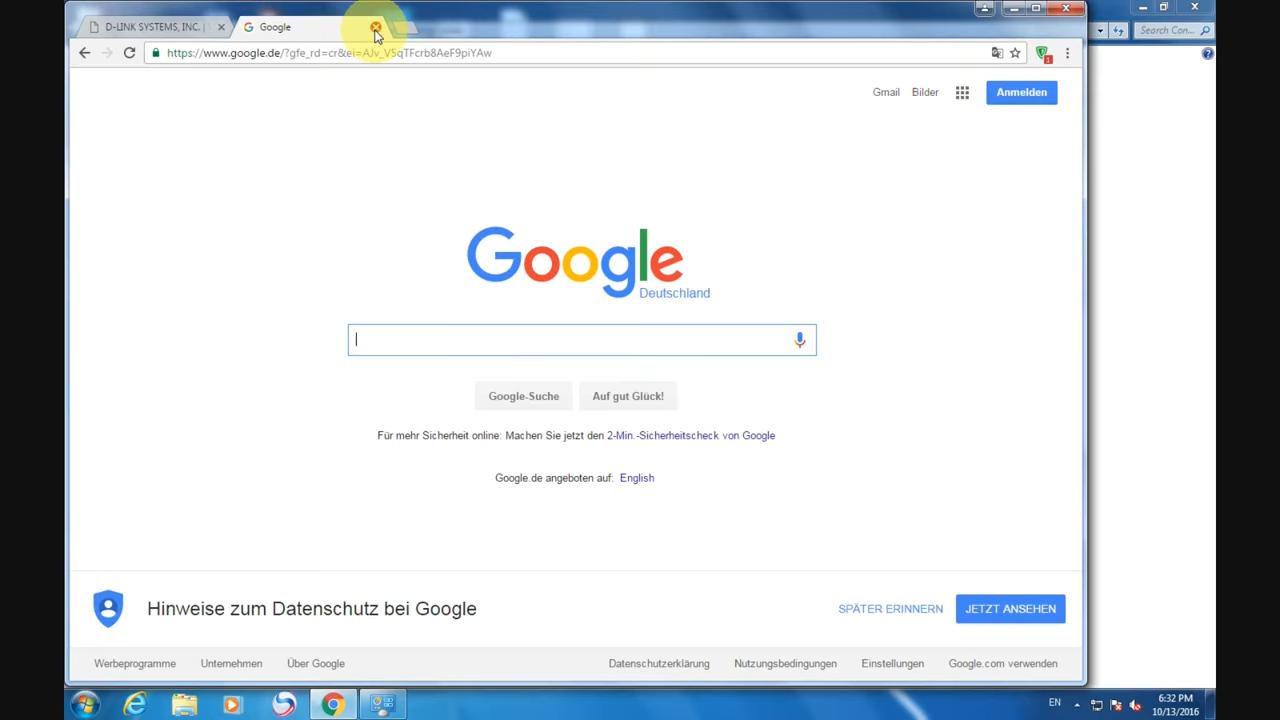 D-LINK SYSTEMS, INC. |
Google
https://www.google.de/?gfe_rd=cr&ei=AJv_V5qTFcrb8AeF9piYAw
1
Search Con...
Gmail Bilder Anmelden
Google
Deutschland
Google-Suche Auf gut Glück!
Für mehr Sicherheit online: Machen Sie jetzt den 2-Min.-Sicherheitscheck von Google
Google.de angeboten auf: English
Hinweise zum Datenschutz bei Google
SPÄTER ERINNERN JETZT ANSEHEN
Werbeprogramme Unternehmen Über Google Datenschutzerklärung Nutzungsbedingungen Einstellungen Google.com verwenden
EN
6:32 PM
10/13/2016